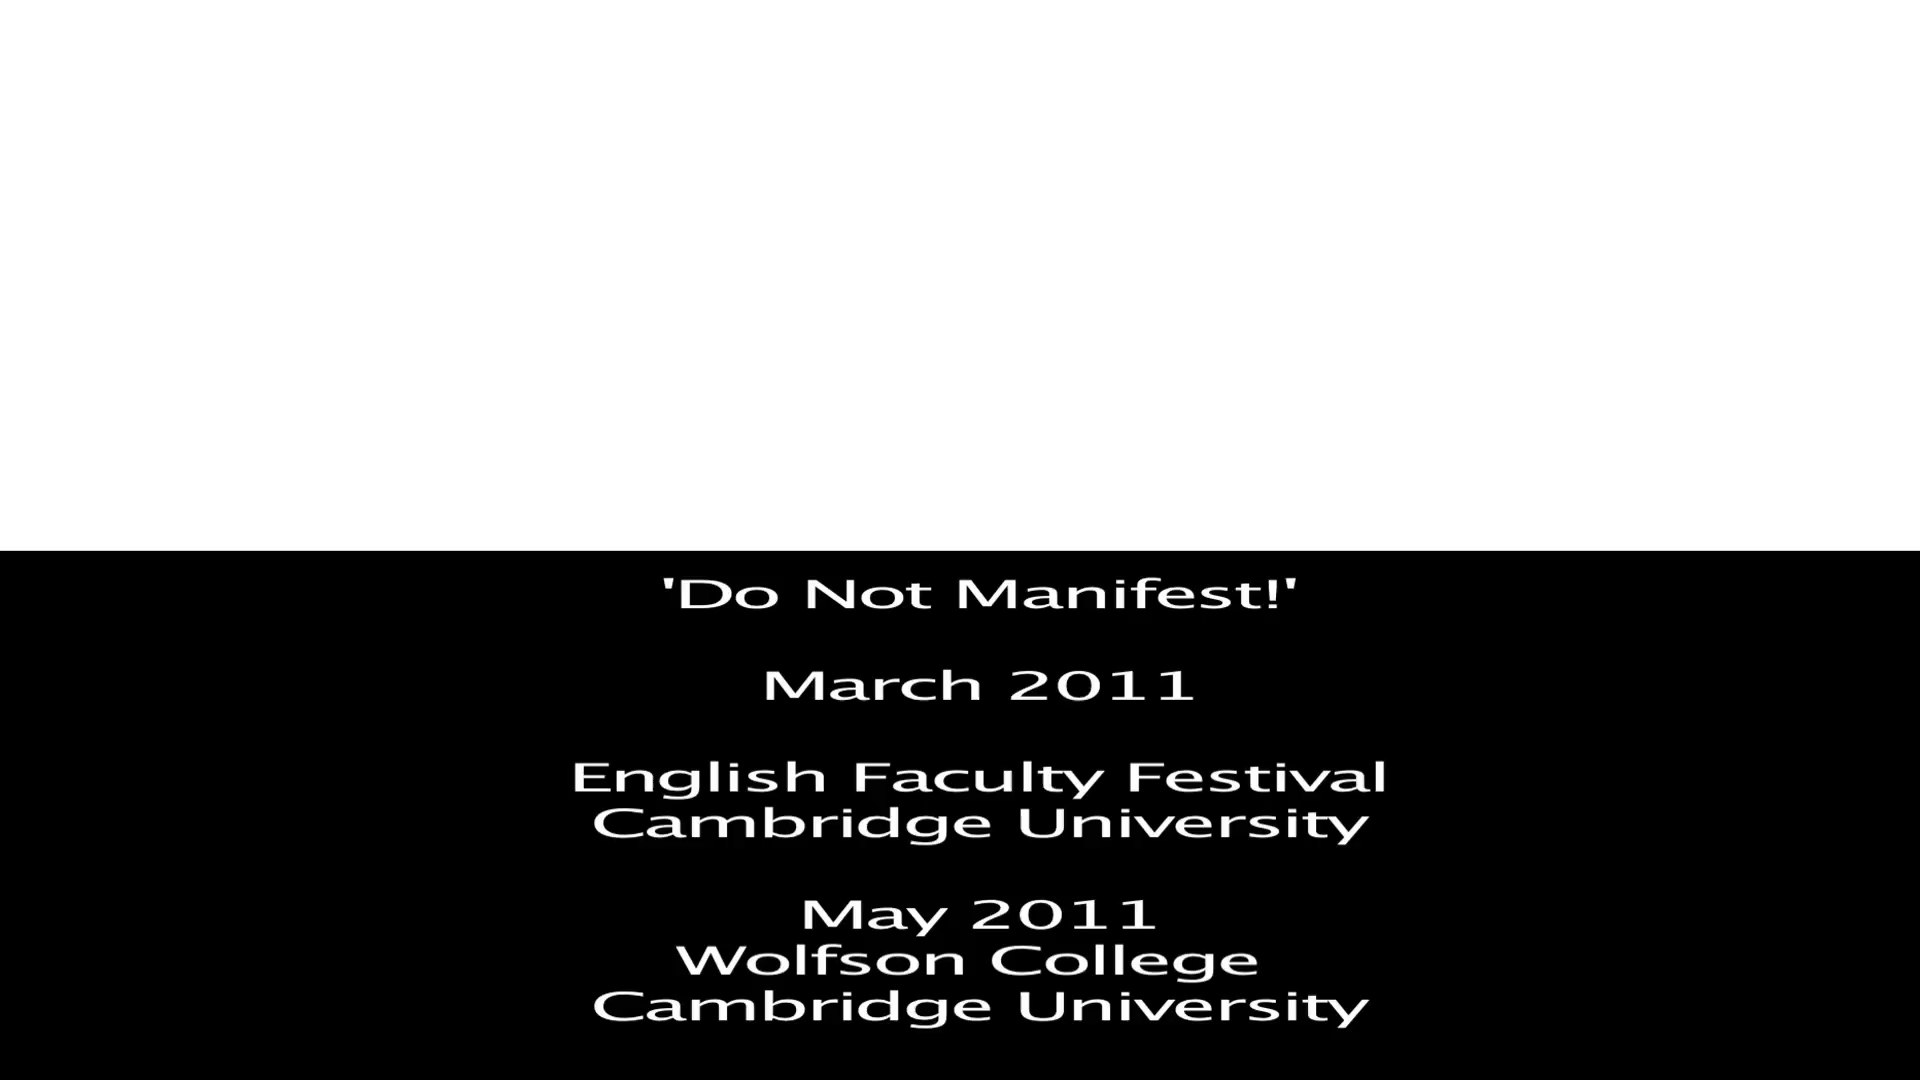 'Do Not Manifest!'
March 2011
English Faculty Festival
Cambridge University
May 2011
Wolfson College
Cambridge University